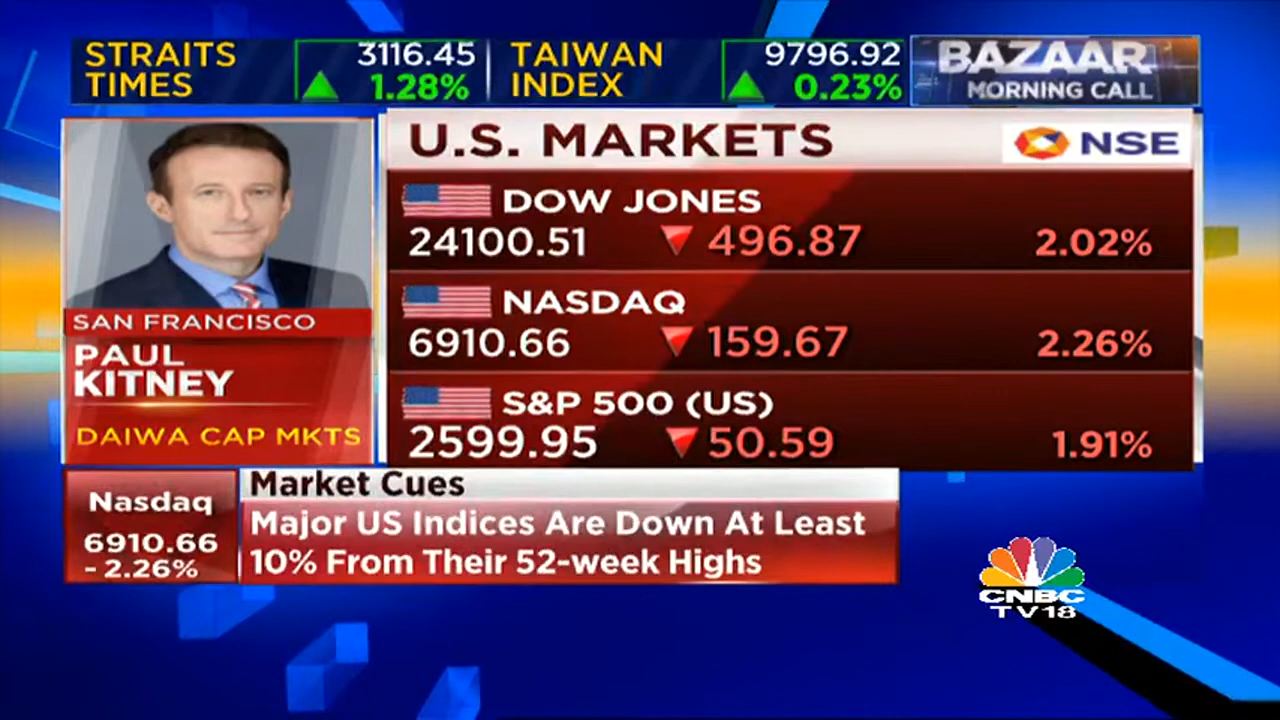 STRAITS
TIMES
3116.45
1.28%
TAIWAN
INDEX
9796.92
0.23%
BAZAAR
MORNING CALL
U.S. MARKETS
NSE
DOW JONES
24100.51 496.87 2.02%
NASDAQ
6910.66 159.67 2.26%
S&P 500 (US)
2599.95 50.59 1.91%
SAN FRANCISCO
PAUL
KITNEY
DAIWA CAP MKTS
Nasdaq
6910.66
- 2.26%
Market Cues
Major US Indices Are Down At Least
10% From Their 52-week Highs
CNBC
TV18